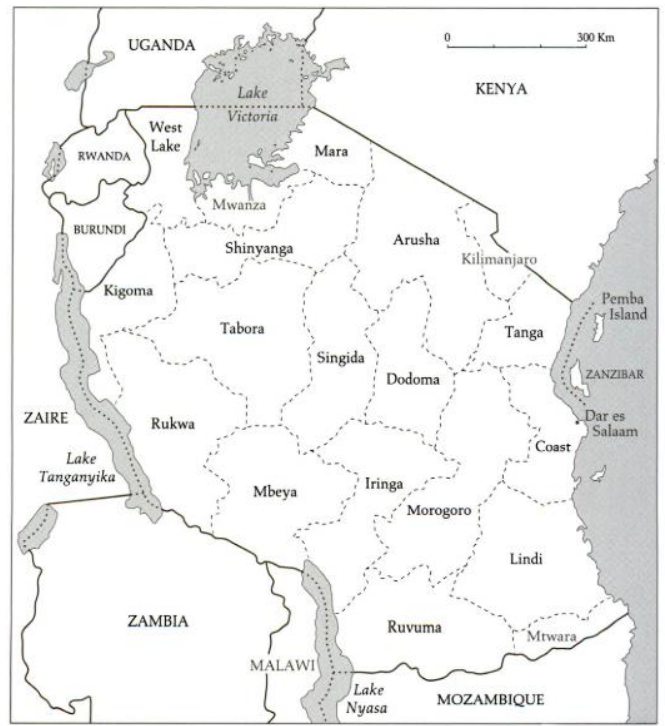 UGANDA
0 300 Km
KENYA
Lake
Victoria
West
Lake
Mara
RWANDA
Mwanza
BURUNDI
Shinyanga
Arusha
Kilimanjaro
Kigoma
Pemba
Island
Tabora
Tanga
Singida
Dodoma
ZANZIBAR
ZAIRE
Rukwa
Dar es
Salaam
Coast
Lake
Tanganyika
Mbeya
Iringa
Morogoro
Lindi
ZAMBIA
Ruvuma
Mtwara
MALAWI
Lake
Nyasa
MOZAMBIQUE